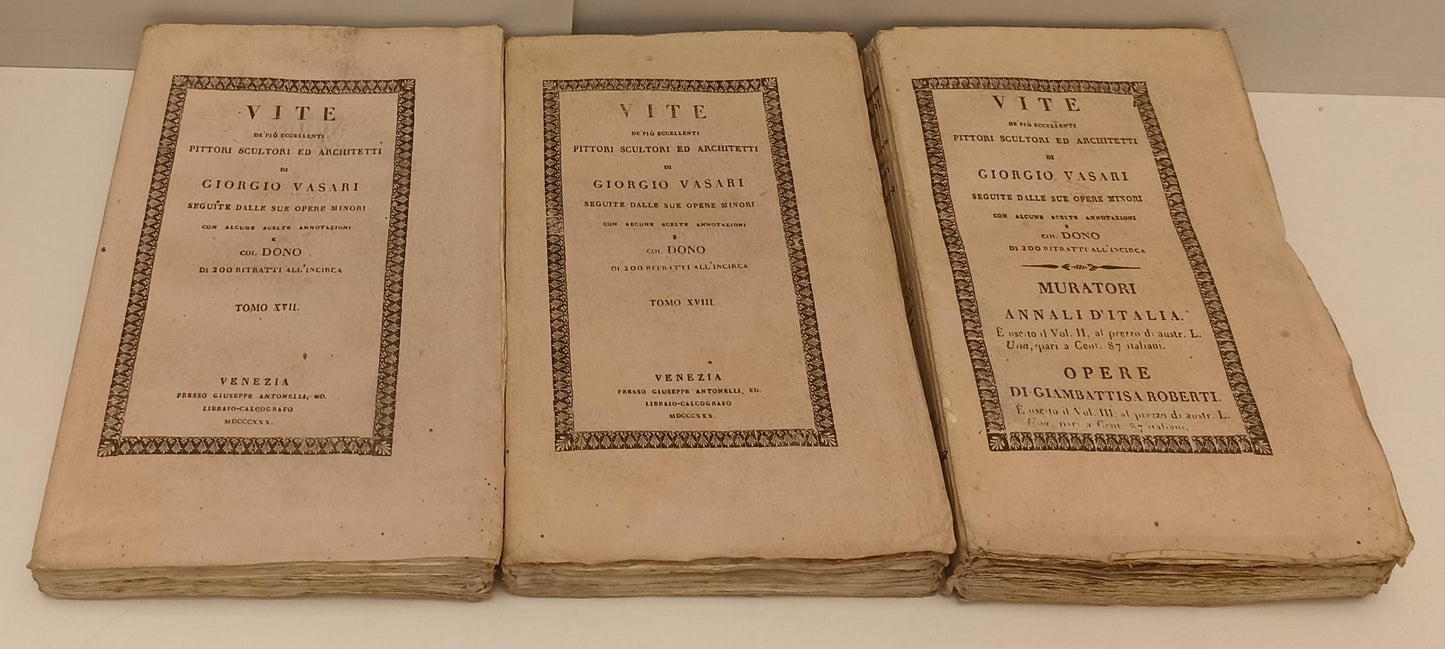 VITE
DE' PIÙ ECCELLENTI
PITTORI SCULTORI ED ARCHITETTI
DI
GIORGIO VASARI
SEGUITE DALLE SUE OPERE MINORI
CON ALCUNE SCELTE ANNOTAZIONI
E
COL DONO
DI 200 RITRATTI ALL'INCIRCA
TOMO XVII.
VENEZIA
PRESSO GIUSEPPE ANTONELLI, ED.
LIBRAIO-CALCOGRAFO
MDCCCXXX.
VITE
DE' PIÙ ECCELLENTI
PITTORI SCULTORI ED ARCHITETTI
DI
GIORGIO VASARI
SEGUITE DALLE SUE OPERE MINORI
CON ALCUNE SCELTE ANNOTAZIONI
E
COL DONO
DI 200 RITRATTI ALL'INCIRCA
TOMO XVIII
VENEZIA
PRESSO GIUSEPPE ANTONELLI, ED.
LIBRAIO-CALCOGRAFO
MDCCCXXX.
VITE
DE' PIÙ ECCELLENTI
PITTORI SCULTORI ED ARCHITETTI
DI
GIORGIO VASARI
SEGUITE DALLE SUE OPERE MINORI
CON ALCUNE SCELTE ANNOTAZIONI
E
COL DONO
DI 200 RITRATTI ALL'INCIRCA
MURATORI
ANNALI D'ITALIA.
È uscito il Vol. II, al prezzo di austr. L.
Una, pari a Cent. 87 italiani.
OPERE
DI GIAMBATTISA ROBERTI.
È uscito il Vol. III, al prezzo di austr. L.
Una, pari a Cent. 87 italiani.